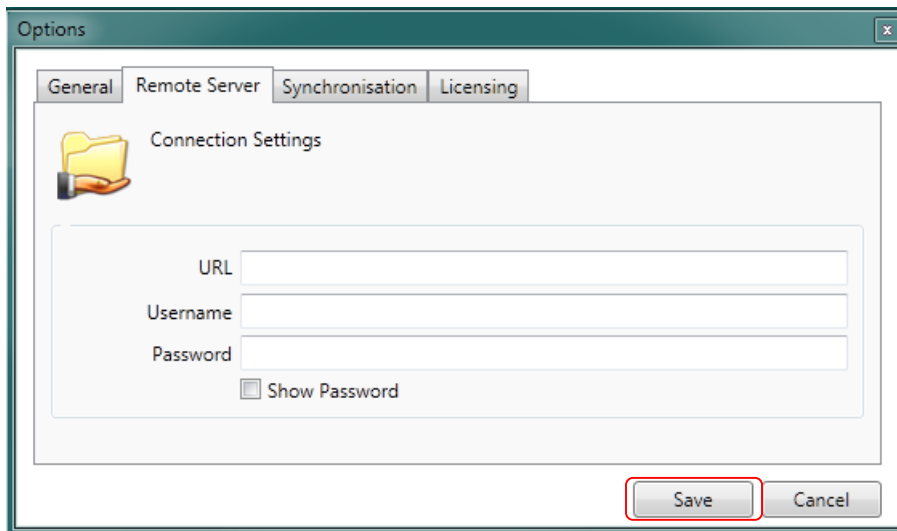 Options
x
General Remote Server Synchronisation Licensing
Connection Settings
URL
Username
Password
Show Password
Save Cancel